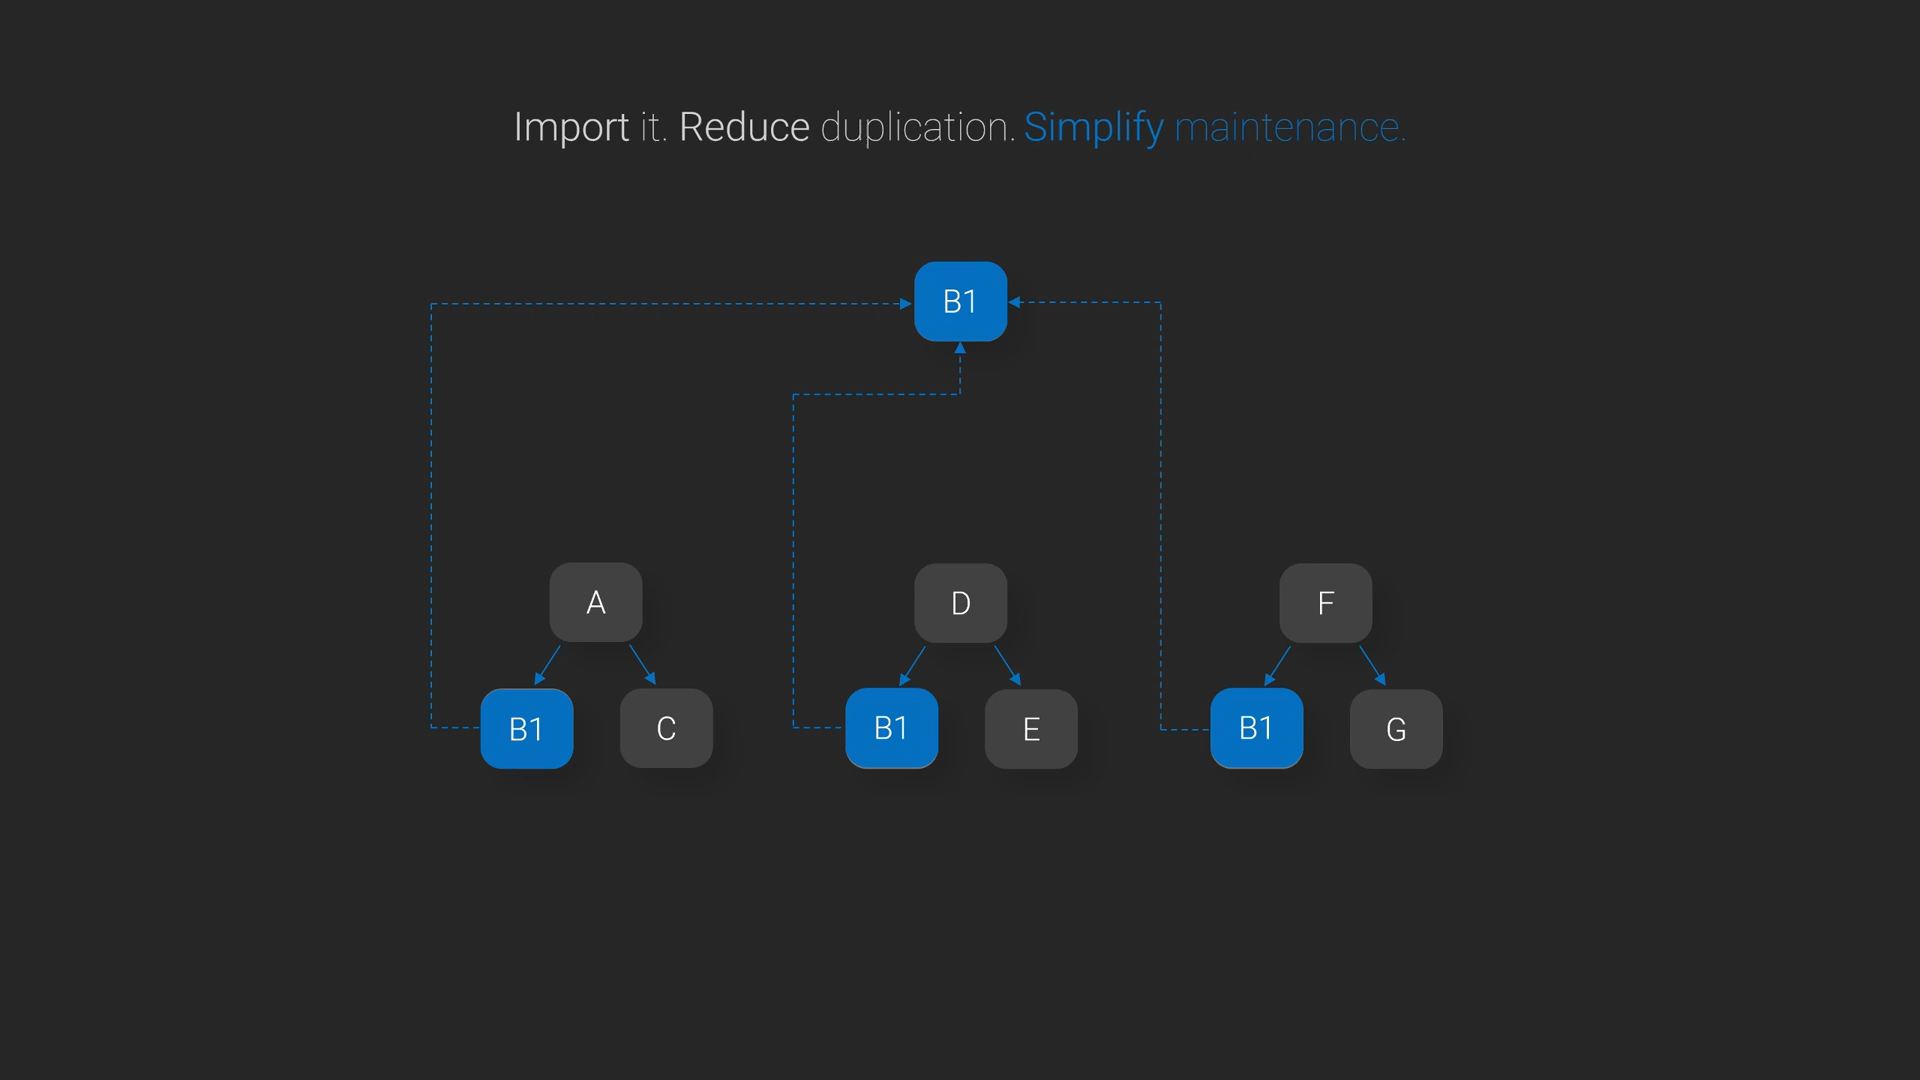 Import it. Reduce duplication. Simplify maintenance.
B1
A
D
F
B1
C
B1
E
B1
G